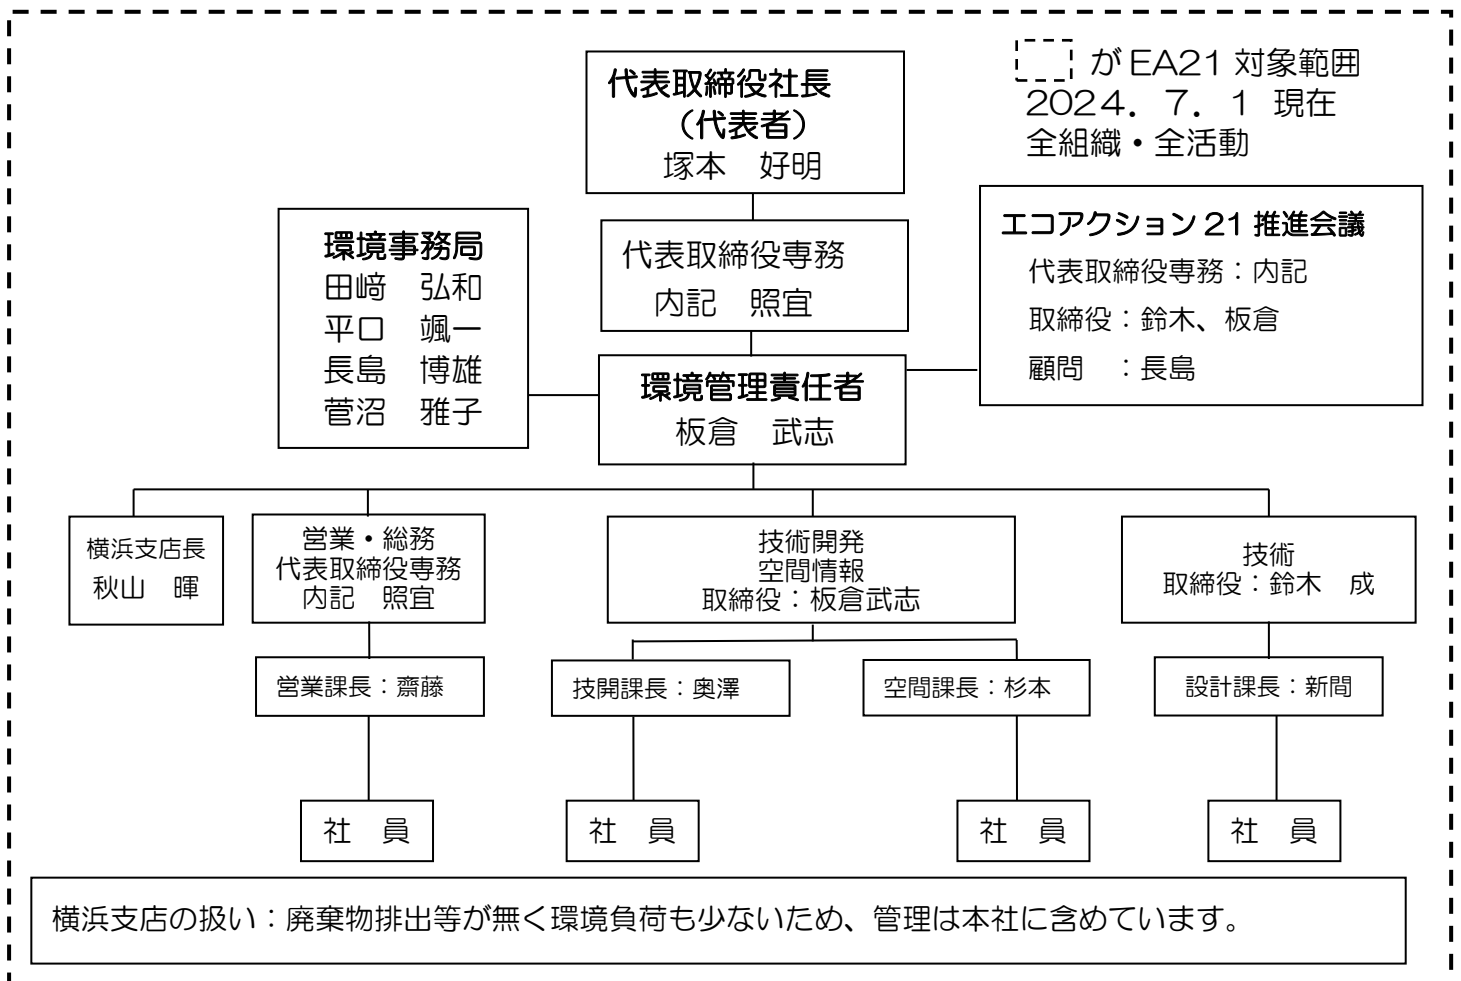 代表取締役社長
（代表者）
塚本　好明
がEA21 対象範囲
2024．7．1 現在
全組織・全活動
環境事務局
田﨑　弘和
平口　颯一
長島　博雄
菅沼　雅子
代表取締役専務
内記　照宜
エコアクション21 推進会議
代表取締役専務：内記
取締役：鈴木、板倉
顧問　：長島
環境管理責任者
板倉　武志
横浜支店長
秋山　暉
営業・総務
代表取締役専務
内記　照宜
技術開発
空間情報
取締役：板倉武志
技術
取締役：鈴木　成
営業課長：齋藤
技開課長：奥澤
空間課長：杉本
設計課長：新間
社　員
社　員
社　員
社　員
横浜支店の扱い：廃棄物排出等が無く環境負荷も少ないため、管理は本社に含めています。